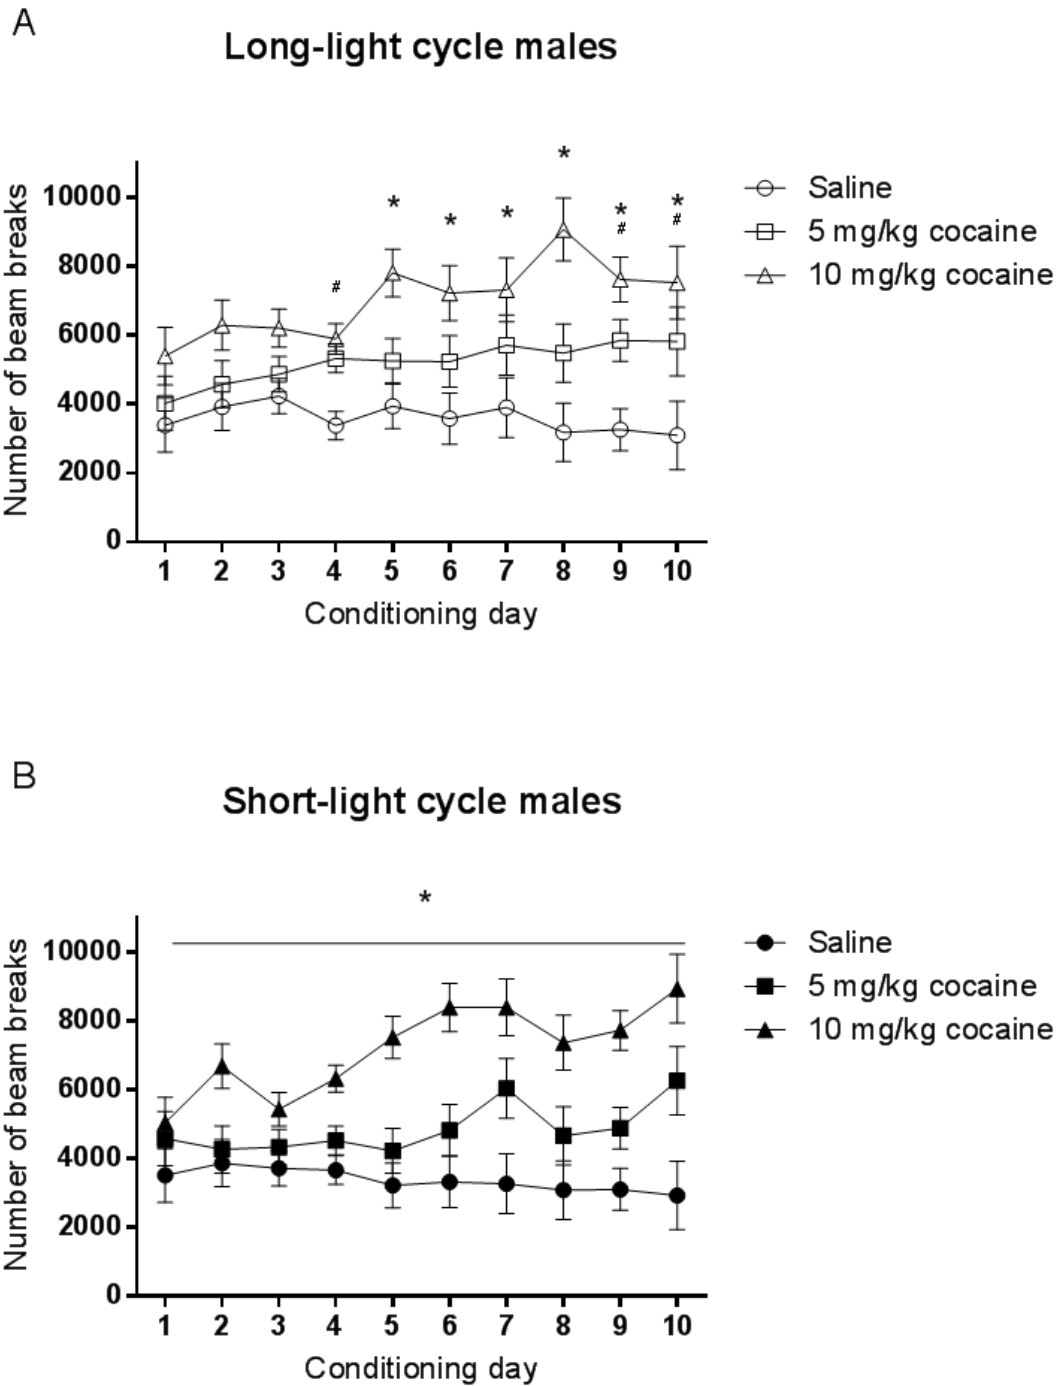 A
Long-light cycle males
*
* * * * *
# # #
10000
8000
6000
4000
2000
0
Number of beam breaks
1 2 3 4 5 6 7 8 9 10
Conditioning day
Saline
5 mg/kg cocaine
10 mg/kg cocaine
B
Short-light cycle males
*
10000
8000
6000
4000
2000
0
Number of beam breaks
1 2 3 4 5 6 7 8 9 10
Conditioning day
Saline
5 mg/kg cocaine
10 mg/kg cocaine